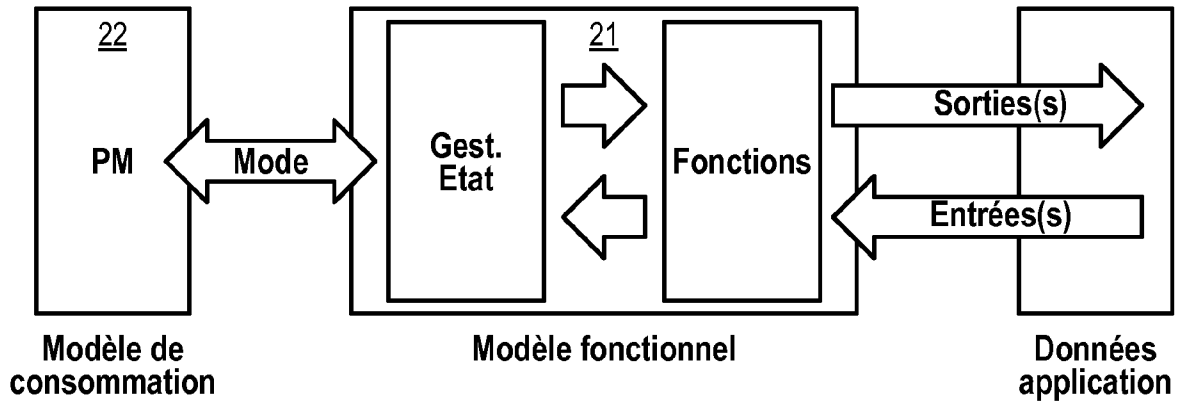 22
21
PM
Mode
Gest.
Etat
Fonctions
Sorties(s)
Entrées(s)
Modèle de
consommation
Modèle fonctionnel
Données
application